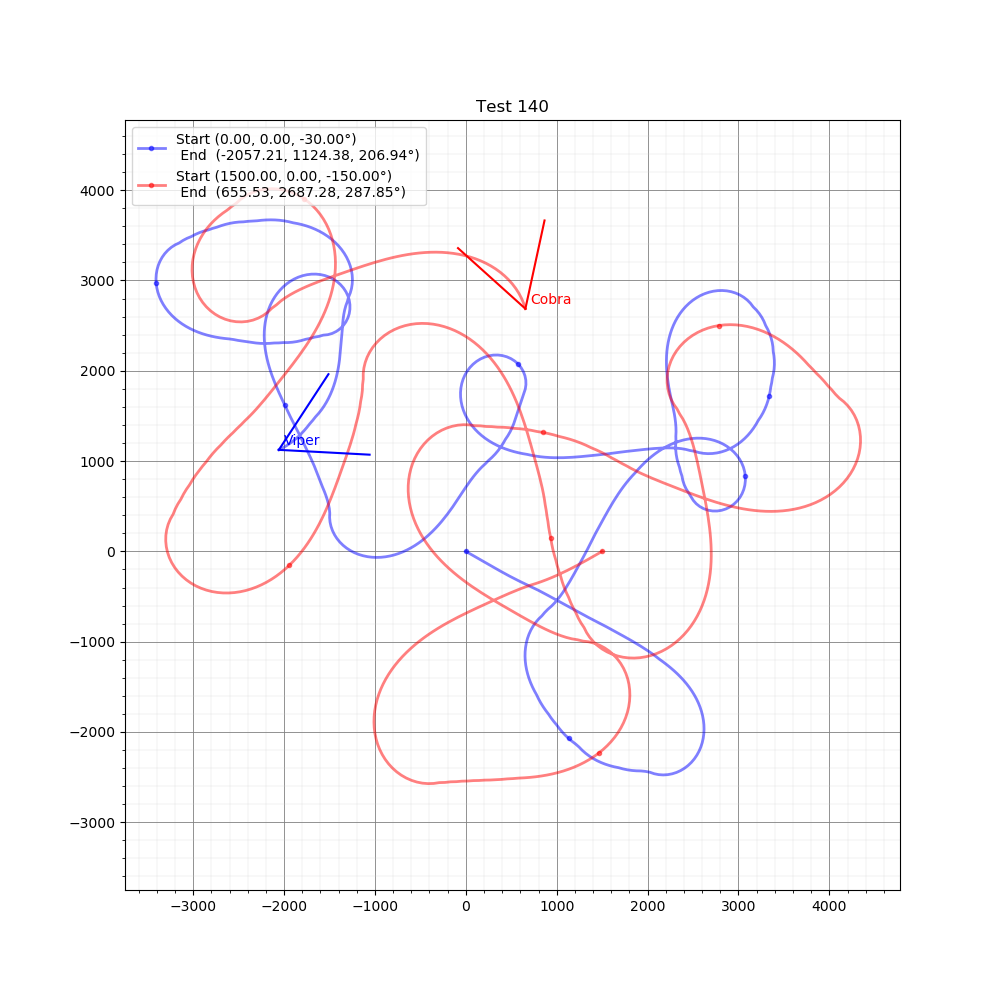 Test 140
Start (0.00, 0.00, -30.00°)
End (-2057.21, 1124.38, 206.94°)
Start (1500.00, 0.00, -150.00°)
End (655.53, 2687.28, 287.85°)
4000
3000
2000
1000
0
−1000
−2000
−3000
Cobra
Viper
−3000 −2000 −1000 0 1000 2000 3000 4000